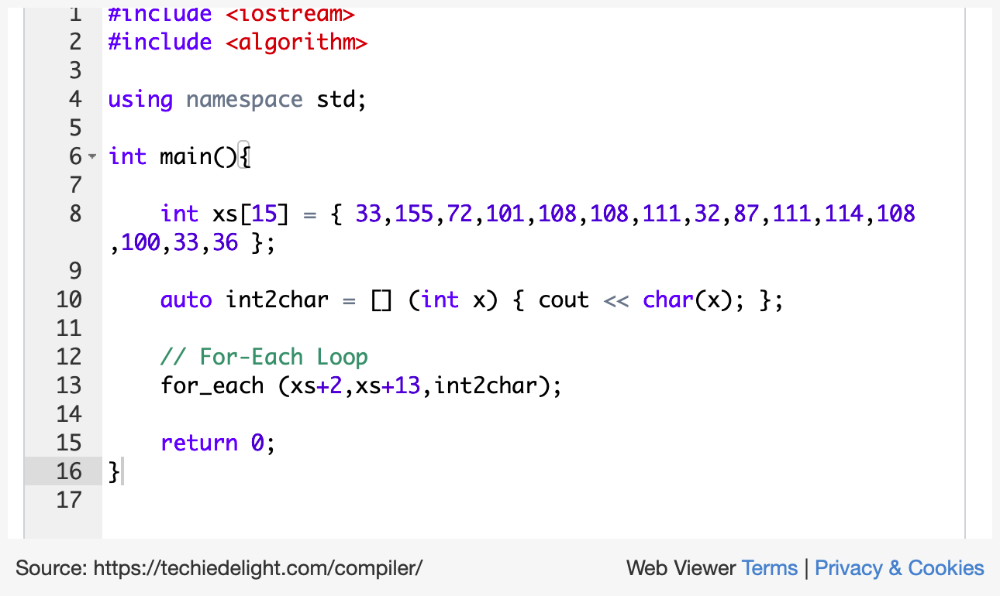 1 #include <iostream>
2 #include <algorithm>
3
4 using namespace std;
5
6 int main(){
7
8 int xs[15] = { 33,155,72,101,108,108,111,32,87,111,114,108
,100,33,36 };
9
10 auto int2char = [] (int x) { cout << char(x); };
11
12 // For-Each Loop
13 for_each (xs+2,xs+13,int2char);
14
15 return 0;
16 }
17
Source: https://techiedelight.com/compiler/ Web Viewer Terms | Privacy & Cookies